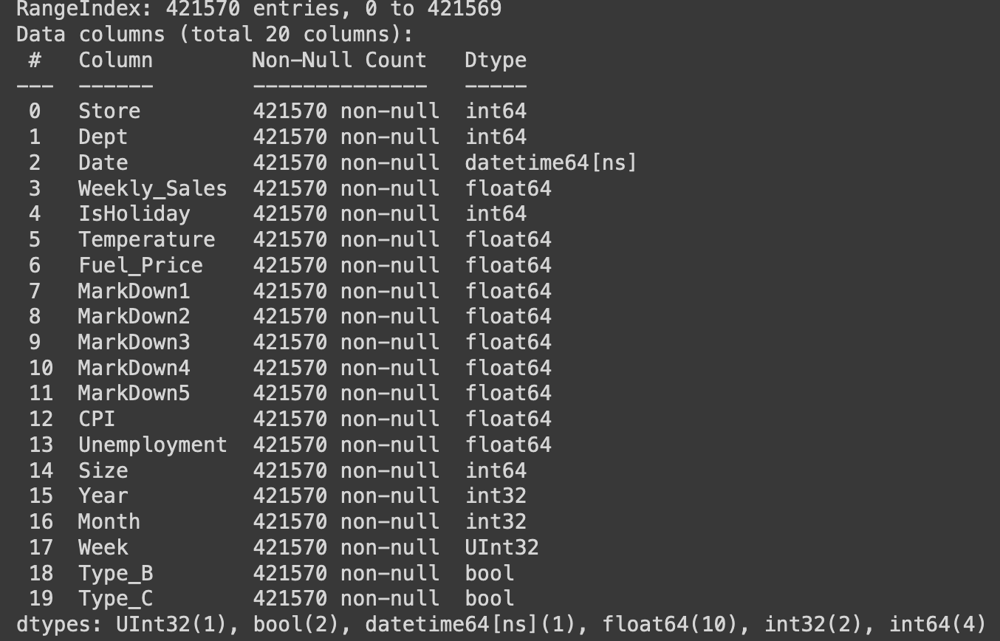 RangeIndex: 421570 entries, 0 to 421569
Data columns (total 20 columns):
 #   Column        Non-Null Count   Dtype
---  ------        --------------   -----
 0   Store         421570 non-null  int64
 1   Dept          421570 non-null  int64
 2   Date          421570 non-null  datetime64[ns]
 3   Weekly_Sales  421570 non-null  float64
 4   IsHoliday     421570 non-null  int64
 5   Temperature   421570 non-null  float64
 6   Fuel_Price    421570 non-null  float64
 7   MarkDown1     421570 non-null  float64
 8   MarkDown2     421570 non-null  float64
 9   MarkDown3     421570 non-null  float64
 10  MarkDown4     421570 non-null  float64
 11  MarkDown5     421570 non-null  float64
 12  CPI           421570 non-null  float64
 13  Unemployment  421570 non-null  float64
 14  Size          421570 non-null  int64
 15  Year          421570 non-null  int32
 16  Month         421570 non-null  int32
 17  Week          421570 non-null  UInt32
 18  Type_B        421570 non-null  bool
 19  Type_C        421570 non-null  bool
dtypes: UInt32(1), bool(2), datetime64[ns](1), float64(10), int32(2), int64(4)